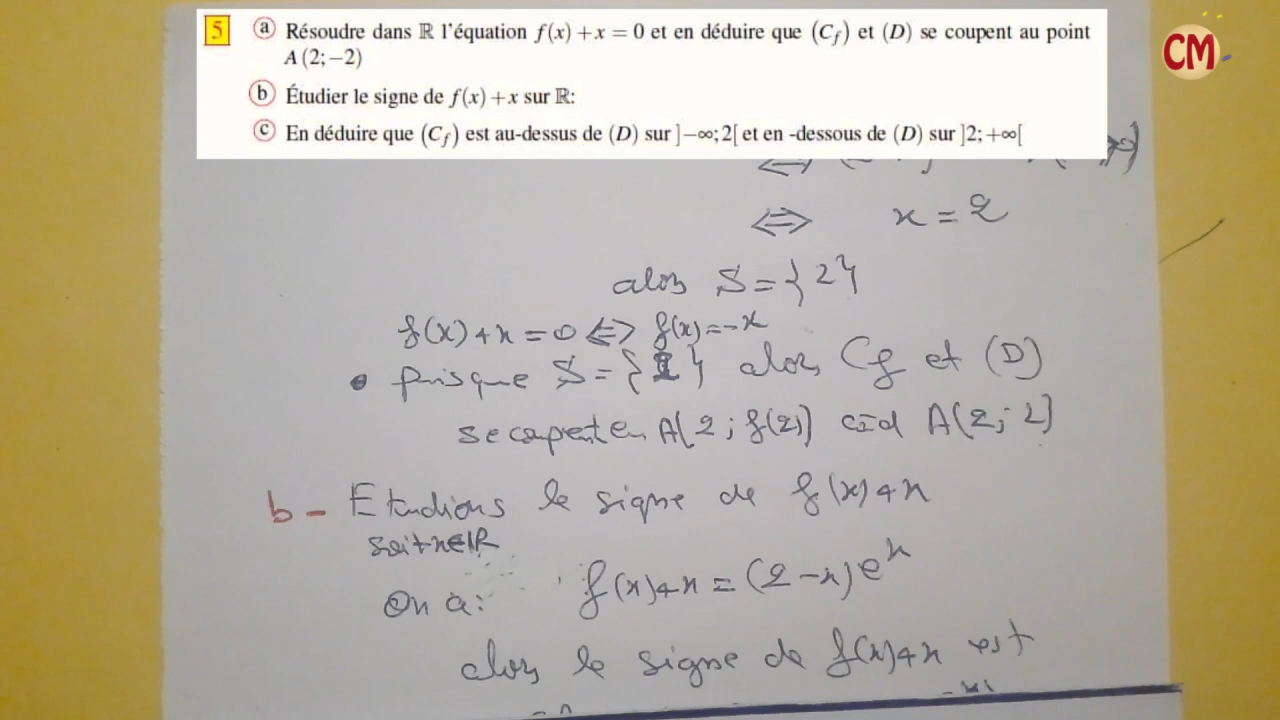 5 a Résoudre dans ℝ l'équation f(x)+x=0 et en déduire que (Cf) et (D) se coupent au point
A(2;−2)
b Étudier le signe de f(x)+x sur ℝ:
c En déduire que (Cf) est au-dessus de (D) sur ]−∞;2[ et en -dessous de (D) sur ]2;+∞[
CM
⇔ x = 2
alors S = {2}
f(x)+x = 0 ⇔ f(x) = -x
• puisque S = {2} alors Cf et (D)
se coupent en A(2 ; f(2)) càd A(2 ; 2)
b - Etudions le signe de f(x)+x
soit x∈ℝ
On a : f(x)+x = (2-x)e^x
alors le signe de f(x)+x est